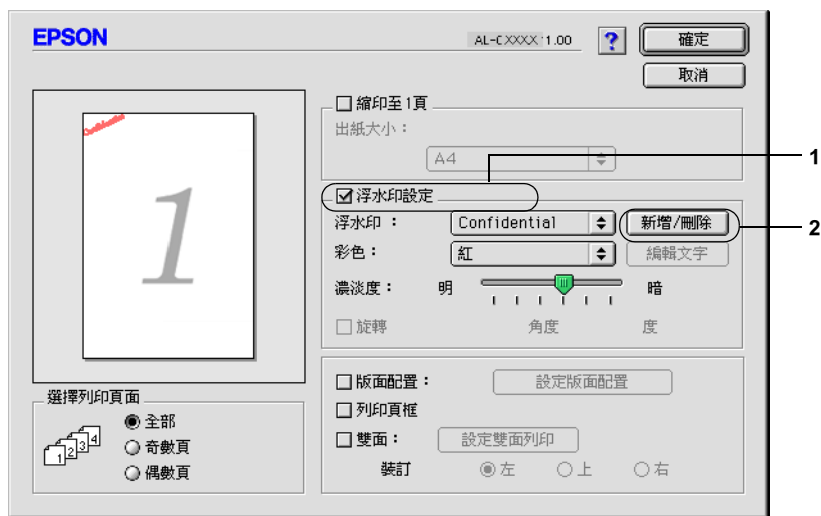 EPSON
AL-CXXXX 1.00
?
確定
取消
Confidential
1
縮印至1頁
出紙大小：
A4
1
浮水印設定
浮水印：
Confidential
新增/刪除
2
彩色：
紅
編輯文字
濃淡度：
明
暗
旋轉
角度
度
版面配置：
設定版面配置
列印頁框
雙面：
設定雙面列印
裝訂
左
上
右
選擇列印頁面
1234
全部
奇數頁
偶數頁